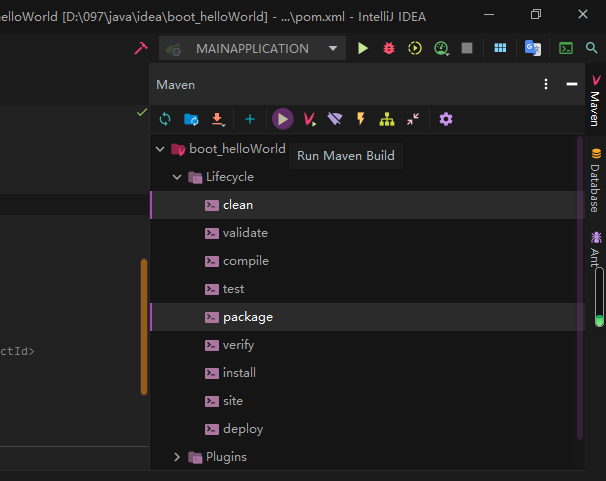 elloWorld [D:\097\java\idea\boot_helloWorld] - ...\pom.xml - IntelliJ IDEA
MAINAPPLICATION
Maven
Run Maven Build
boot_helloWorld
Lifecycle
clean
validate
compile
test
package
verify
install
site
deploy
Plugins
ctId>
Maven
Database
Ant